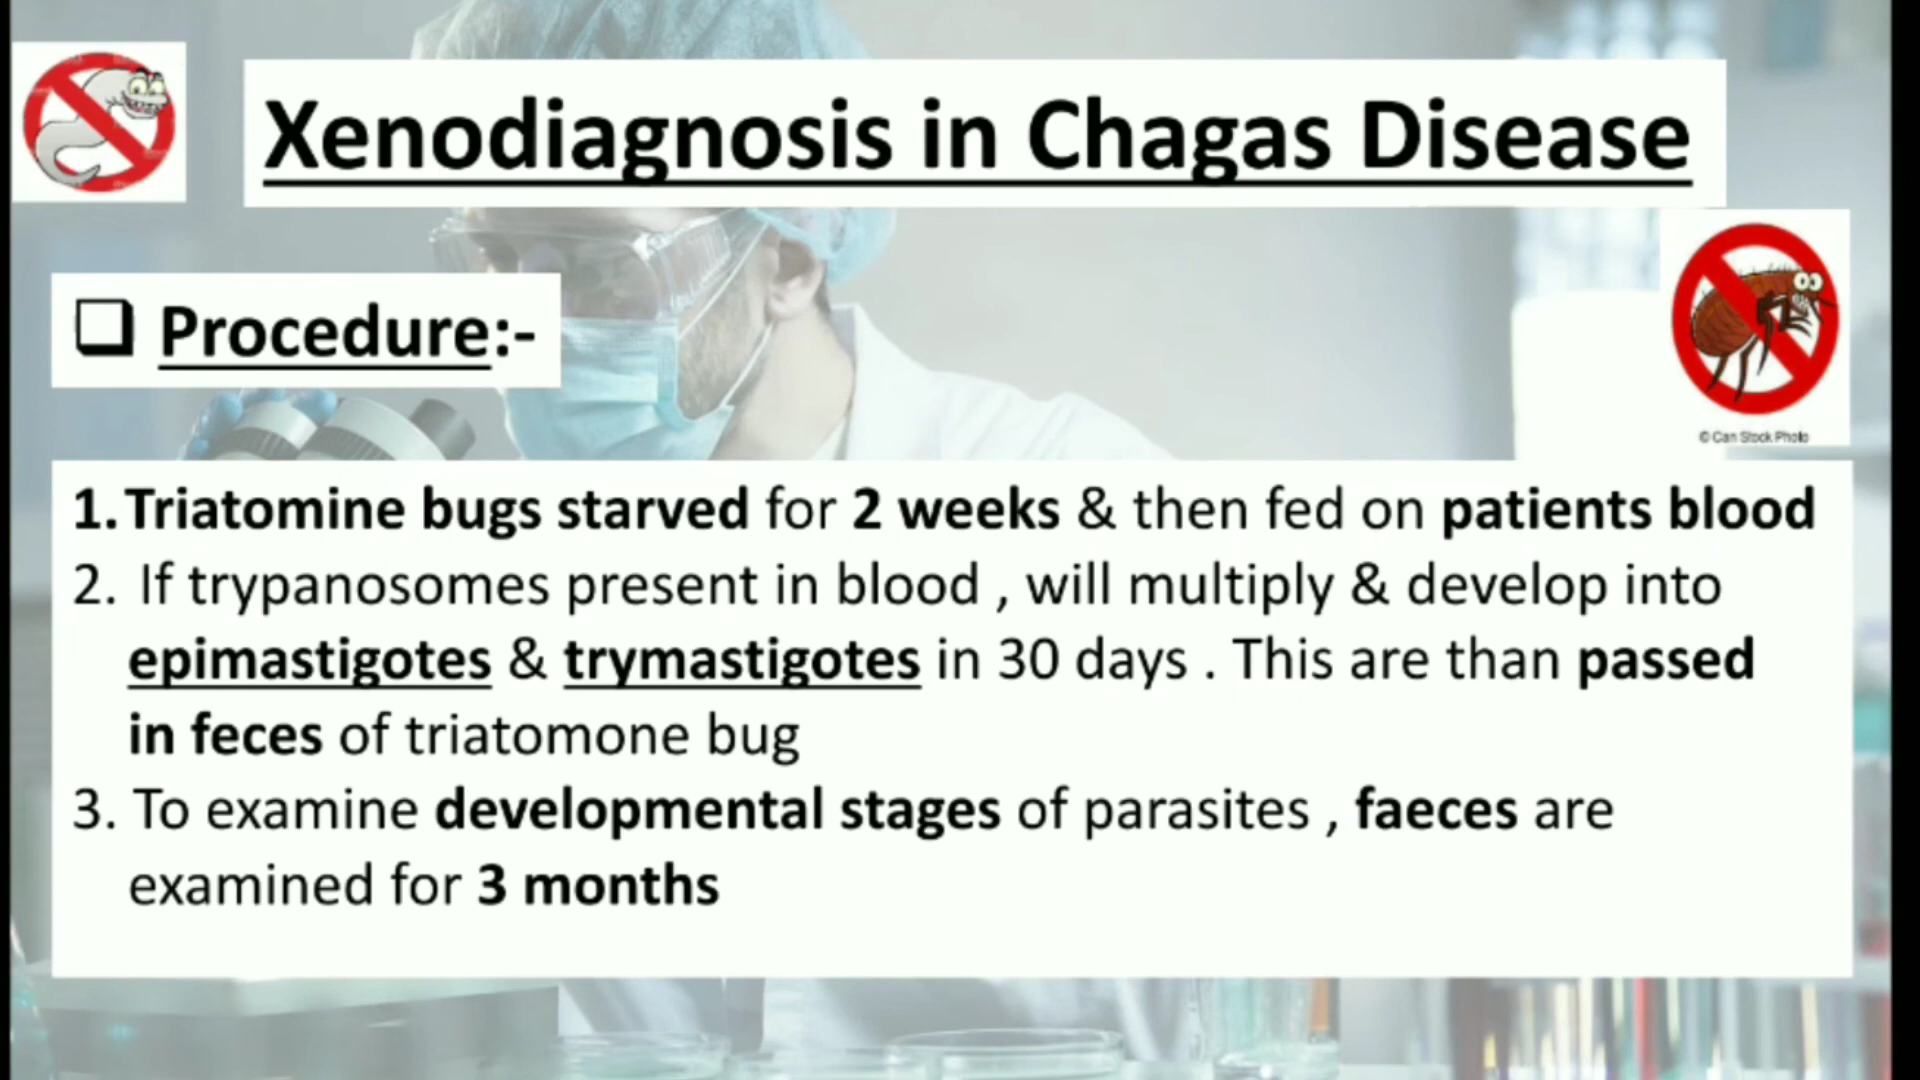 Xenodiagnosis in Chagas Disease
© Can Stock Photo
❑ Procedure:-
1. Triatomine bugs starved for 2 weeks & then fed on patients blood
2. If trypanosomes present in blood , will multiply & develop into
epimastigotes & trymastigotes in 30 days . This are than passed
in feces of triatomone bug
3. To examine developmental stages of parasites , faeces are
examined for 3 months